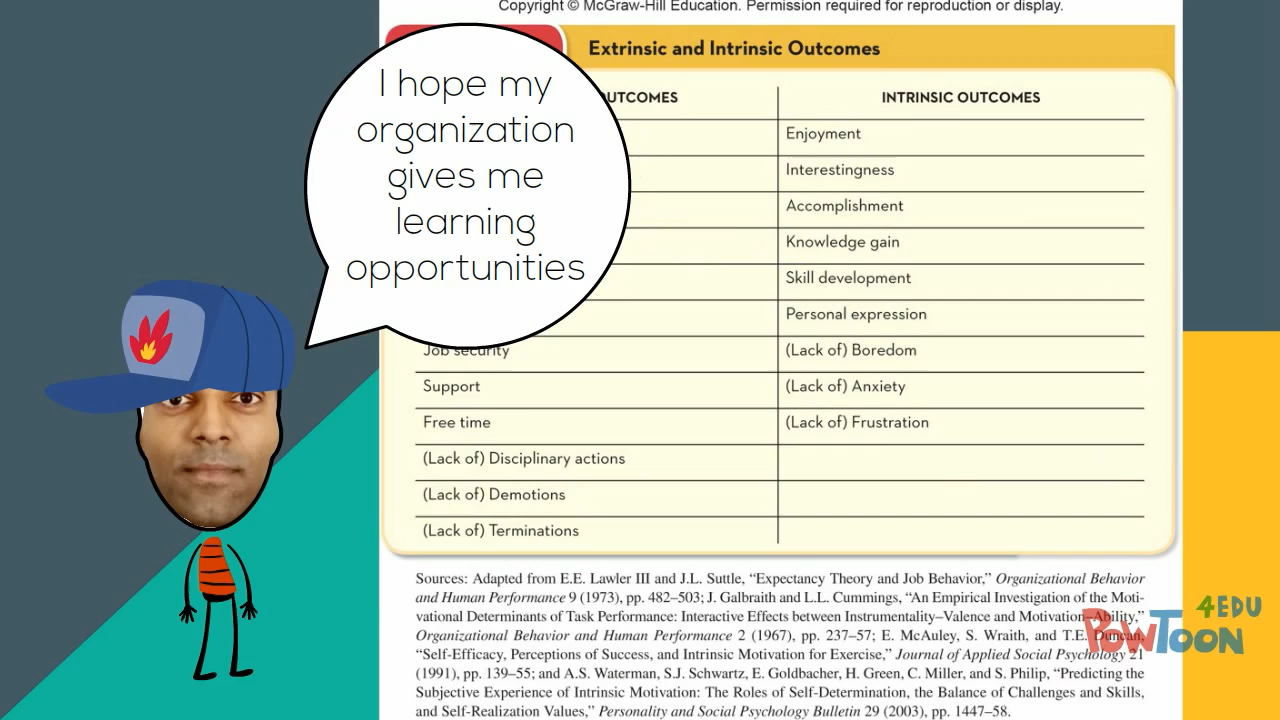 Copyright © McGraw-Hill Education. Permission required for reproduction or display.
Extrinsic and Intrinsic Outcomes
I hope my
organization
gives me
learning
opportunities
INTRINSIC OUTCOMES
Enjoyment
Interestingness
Accomplishment
Knowledge gain
Skill development
Personal expression
Job security
(Lack of) Boredom
Support
(Lack of) Anxiety
Free time
(Lack of) Frustration
(Lack of) Disciplinary actions
(Lack of) Demotions
(Lack of) Terminations
Sources: Adapted from E.E. Lawler III and J.L. Suttle, “Expectancy Theory and Job Behavior,” Organizational Behavior
and Human Performance 9 (1973), pp. 482–503; J. Galbraith and L.L. Cummings, “An Empirical Investigation of the Moti-
vational Determinants of Task Performance: Interactive Effects between Instrumentality–Valence and Motivation–Ability,”
Organizational Behavior and Human Performance 2 (1967), pp. 237–57; E. McAuley, S. Wraith, and T.E. Duncan,
“Self-Efficacy, Perceptions of Success, and Intrinsic Motivation for Exercise,” Journal of Applied Social Psychology 21
(1991), pp. 139–55; and A.S. Waterman, S.J. Schwartz, E. Goldbacher, H. Green, C. Miller, and S. Philip, “Predicting the
Subjective Experience of Intrinsic Motivation: The Roles of Self-Determination, the Balance of Challenges and Skills,
and Self-Realization Values,” Personality and Social Psychology Bulletin 29 (2003), pp. 1447–58.
4EDU
POWTOON